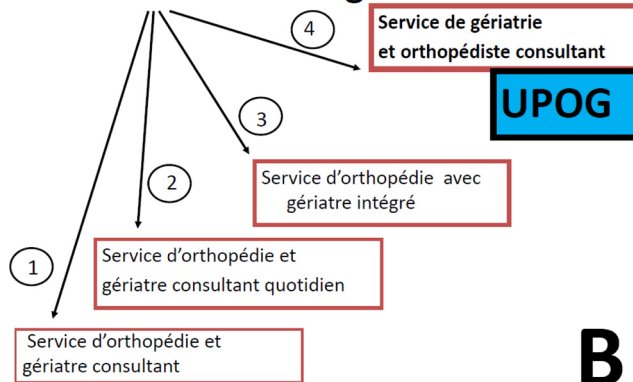 4
Service de gériatrie
et orthopédiste consultant
UPOG
3
Service d'orthopédie avec
gériatre intégré
2
Service d'orthopédie et
gériatre consultant quotidien
1
Service d'orthopédie et
gériatre consultant
B